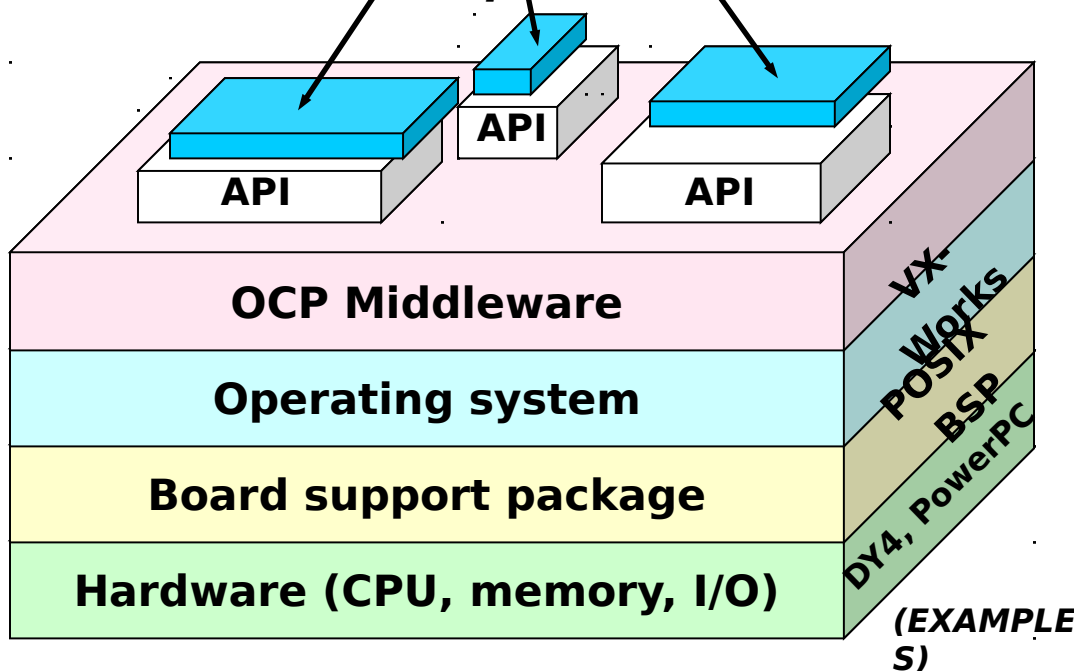 API
API
API
OCP Middleware
Operating system
Board support package
Hardware (CPU, memory, I/O)
VX-
Works
POSIX
BSP
DY4, PowerPC
(EXAMPLE
S)